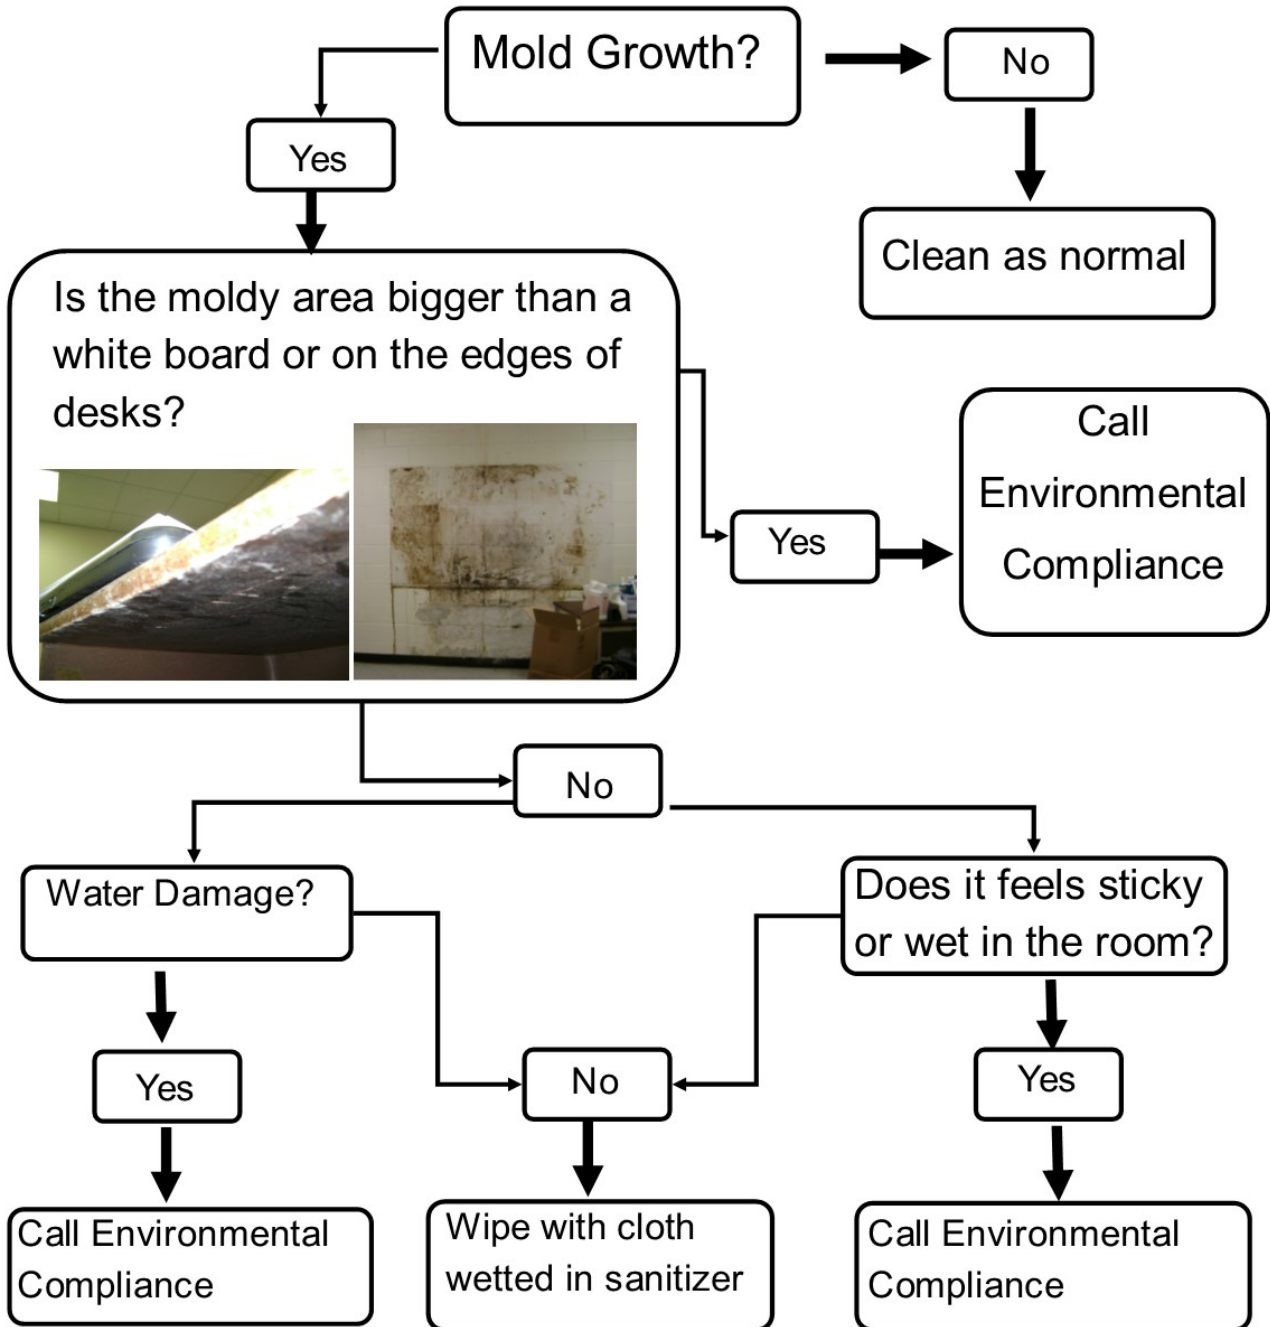 Mold Growth?
No
Yes
Clean as normal
Is the moldy area bigger than a
white board or on the edges of
desks?
Call
Environmental
Compliance
Yes
No
Water Damage?
Does it feels sticky
or wet in the room?
Yes
No
Yes
Call Environmental
Compliance
Wipe with cloth
wetted in sanitizer
Call Environmental
Compliance